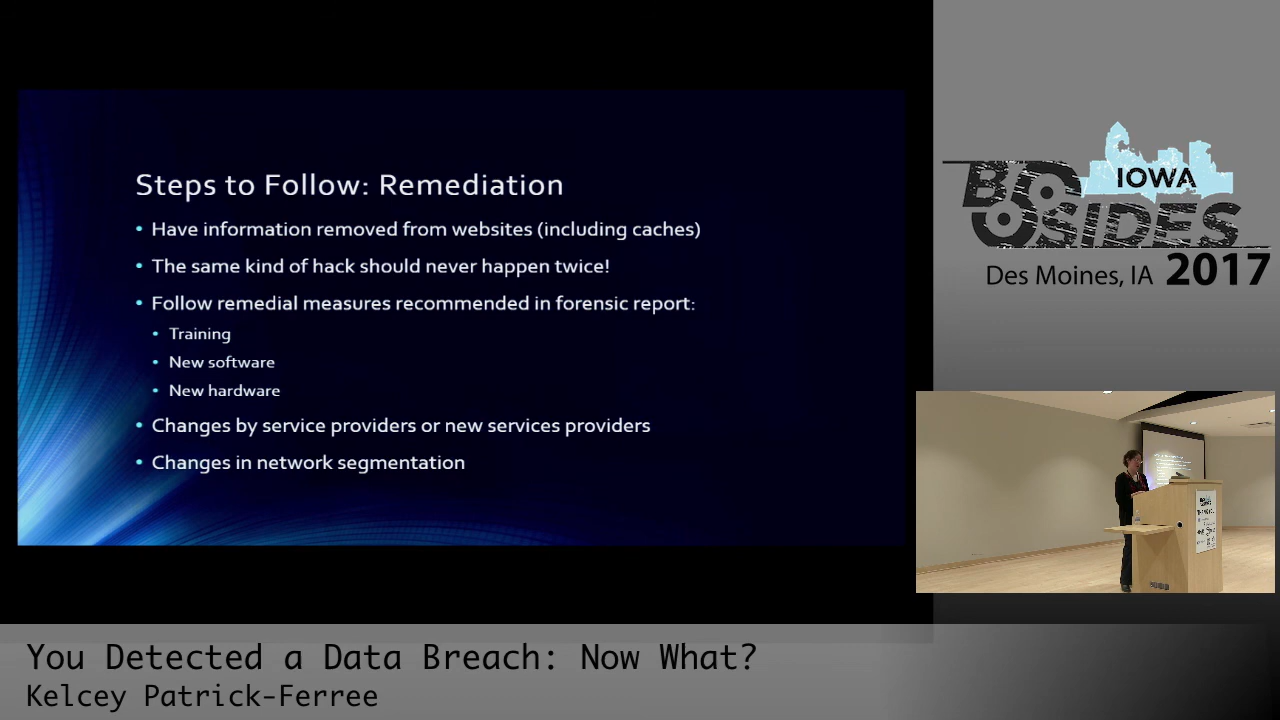 Steps to Follow: Remediation
• Have information removed from websites (including caches)
• The same kind of hack should never happen twice!
• Follow remedial measures recommended in forensic report:
• Training
• New software
• New hardware
• Changes by service providers or new services providers
• Changes in network segmentation
IOWA
BSIDES
Des Moines, IA 2017
You Detected a Data Breach: Now What?
Kelcey Patrick-Ferree